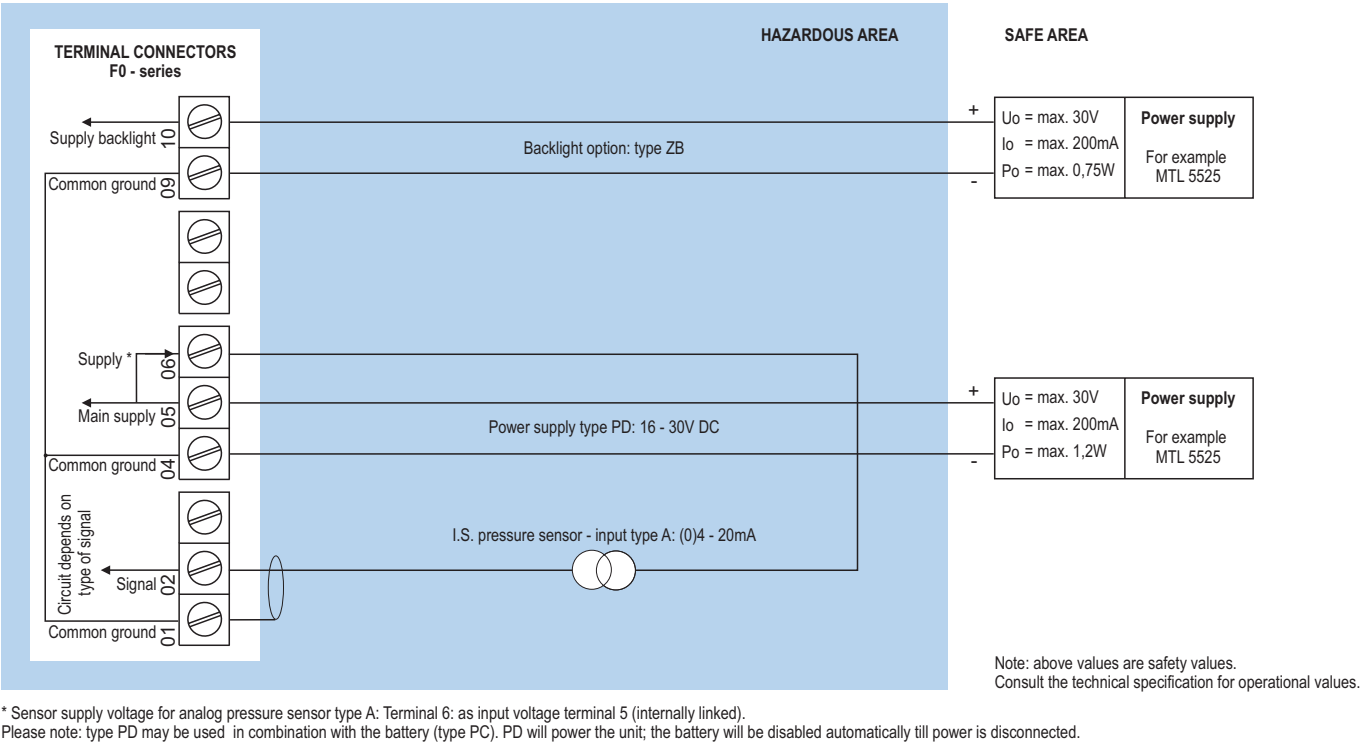 HAZARDOUS AREA
SAFE AREA
TERMINAL CONNECTORS
F0 - series
Supply backlight
10
Common ground
09
Backlight option: type ZB
+
-
Uo = max. 30V
Io = max. 200mA
Po = max. 0,75W
Power supply
For example
MTL 5525
Supply *
06
Main supply
05
Common ground
04
Power supply type PD: 16 - 30V DC
+
-
Uo = max. 30V
Io = max. 200mA
Po = max. 1,2W
Power supply
For example
MTL 5525
Circuit depends on
type of signal
Signal
02
Common ground
01
I.S. pressure sensor - input type A: (0)4 - 20mA
Note: above values are safety values.
Consult the technical specification for operational values.
* Sensor supply voltage for analog pressure sensor type A: Terminal 6: as input voltage terminal 5 (internally linked).
Please note: type PD may be used in combination with the battery (type PC). PD will power the unit; the battery will be disabled automatically till power is disconnected.